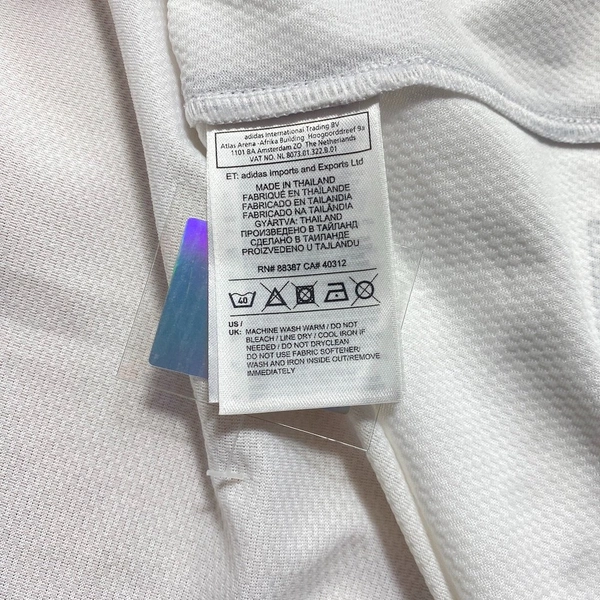 adidas International Trading BV
Atlas Arena -Afrika Building Hoogoorddreef 9a
1101 BA Amsterdam ZO The Netherlands
VAT NO. NL 8073.01.322.B.01
ET: adidas Imports and Exports Ltd
MADE IN THAILAND
FABRIQUÉ EN THAÏLANDE
FABRICADO EN TAILANDIA
FABRICADO NA TAILÂNDIA
GYÁRTVA: THAILAND
ПРОИЗВЕДЕНО В ТАЙЛАНД
СДЕЛАНО В ТАИЛАНДЕ
PROIZVEDENO U TAJLANDU
RN# 88387 CA# 40312
40
US /
UK: MACHINE WASH WARM / DO NOT
BLEACH / LINE DRY / COOL IRON IF
NEEDED / DO NOT DRYCLEAN
DO NOT USE FABRIC SOFTENER/
WASH AND IRON INSIDE OUT/REMOVE
IMMEDIATELY